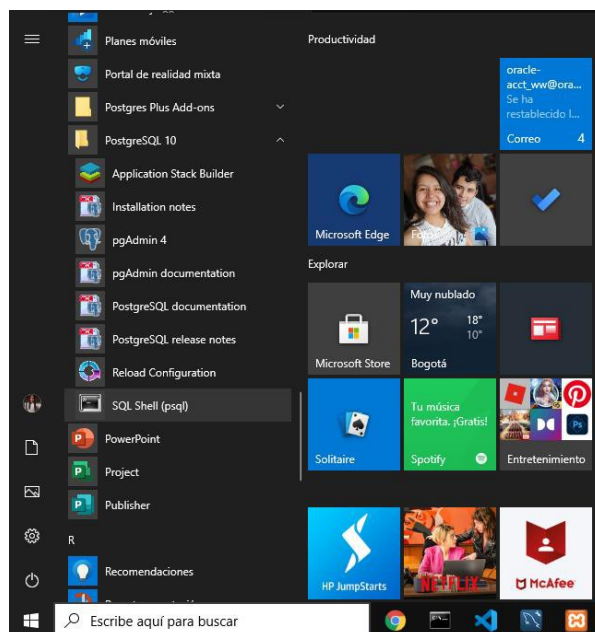 Planes móviles
Portal de realidad mixta
Postgres Plus Add-ons
PostgreSQL 10
Application Stack Builder
Installation notes
pgAdmin 4
pgAdmin documentation
PostgreSQL documentation
PostgreSQL release notes
Reload Configuration
SQL Shell (psql)
PowerPoint
Project
Publisher
R
Recomendaciones
Escribe aquí para buscar
Productividad
oracle-
acct_ww@ora...
Se ha
restablecido l...
Correo 4
Microsoft Edge
Explorar
Microsoft Store
Muy nublado
12° 18°
10°
Bogotá
Solitaire
Tu música
favorita. ¡Gratis!
Spotify
Ps
Entretenimiento
HP JumpStarts
NETFLIX
McAfee